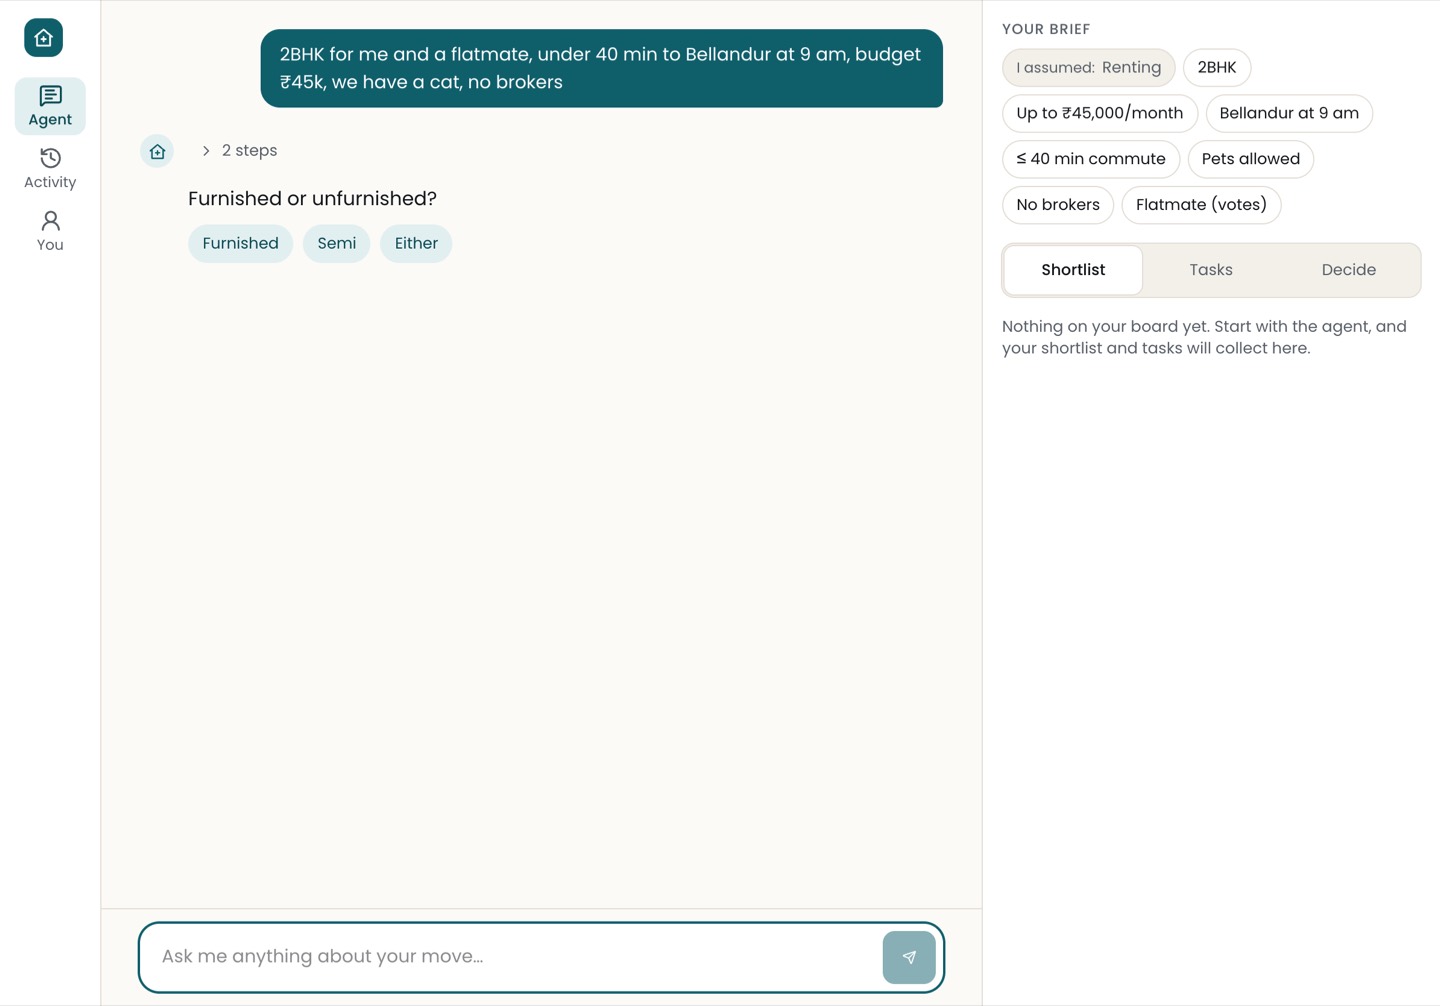 2BHK for me and a flatmate, under 40 min to Bellandur at 9 am, budget
₹45k, we have a cat, no brokers
Agent
Activity
You
2 steps
Furnished or unfurnished?
Furnished Semi Either
Ask me anything about your move...
YOUR BRIEF
I assumed: Renting 2BHK
Up to ₹45,000/month Bellandur at 9 am
≤ 40 min commute Pets allowed
No brokers Flatmate (votes)
Shortlist Tasks Decide
Nothing on your board yet. Start with the agent, and
your shortlist and tasks will collect here.